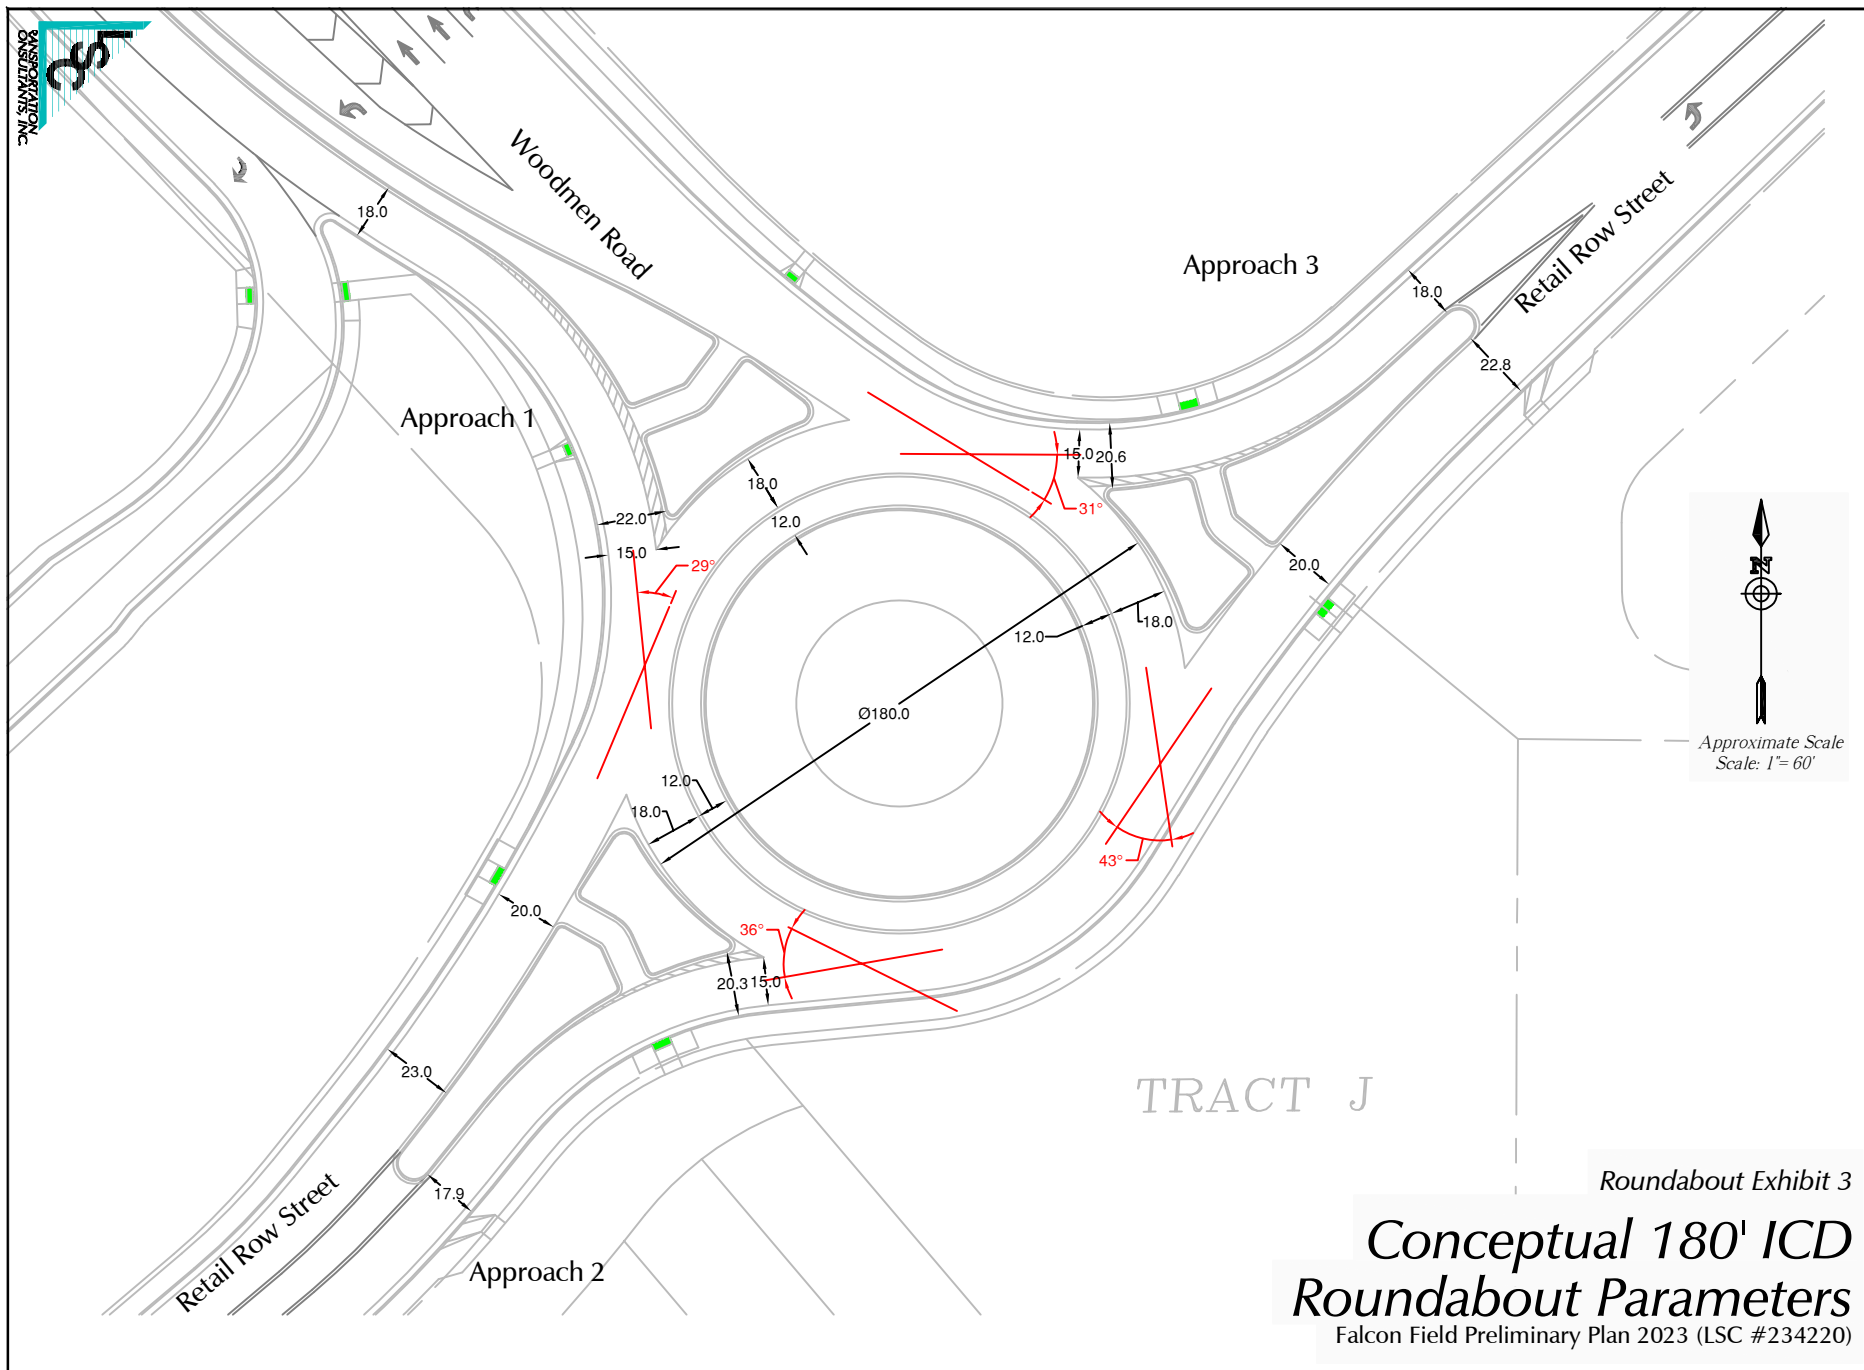 LSC
TRANSPORTATION
CONSULTANTS, INC.
Woodmen Road
18.0
Approach 3
Retail Row Street
18.0
22.8
Approach 1
18.0
12.0
22.0
15.0
29°
15.0
20.6
31°
20.0
18.0
12.0
N
Approximate Scale
Scale: 1"= 60'
Ø180.0
12.0
18.0
43°
20.0
36°
20.3
15.0
23.0
17.9
TRACT J
Retail Row Street
Approach 2
Roundabout Exhibit 3
Conceptual 180' ICD
Roundabout Parameters
Falcon Field Preliminary Plan 2023 (LSC #234220)